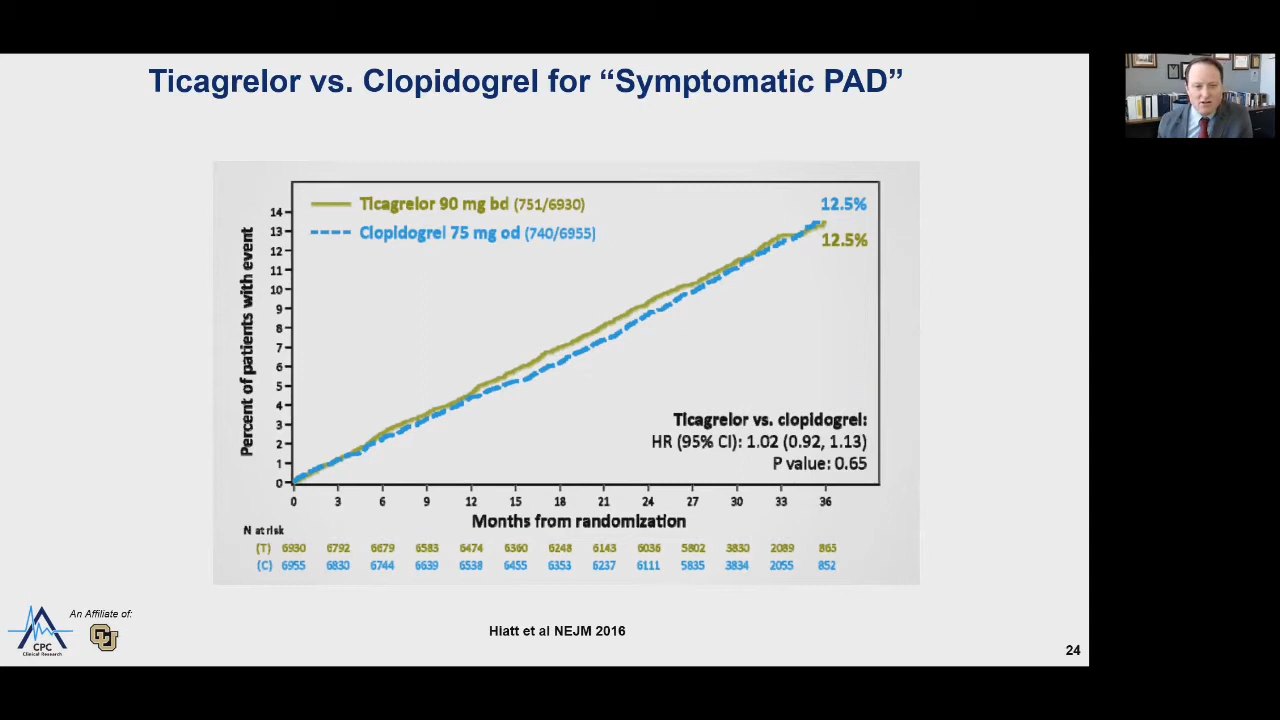 Ticagrelor vs. Clopidogrel for “Symptomatic PAD”
Ticagrelor 90 mg bd (751/6930)
Clopidogrel 75 mg od (740/6955)
12.5%
12.5%
Percent of patients with event
14
13
12
11
10
9
8
7
6
5
4
3
2
1
0
Ticagrelor vs. clopidogrel:
HR (95% CI): 1.02 (0.92, 1.13)
P value: 0.65
0 3 6 9 12 15 18 21 24 27 30 33 36
Months from randomization
N at risk
(T) 6930 6792 6679 6583 6474 6360 6248 6143 6036 5802 3830 2089 865
(C) 6955 6830 6744 6639 6538 6455 6353 6237 6111 5835 3834 2055 852
An Affiliate of:
CU
CPC
Clinical Research
Hiatt et al NEJM 2016
24